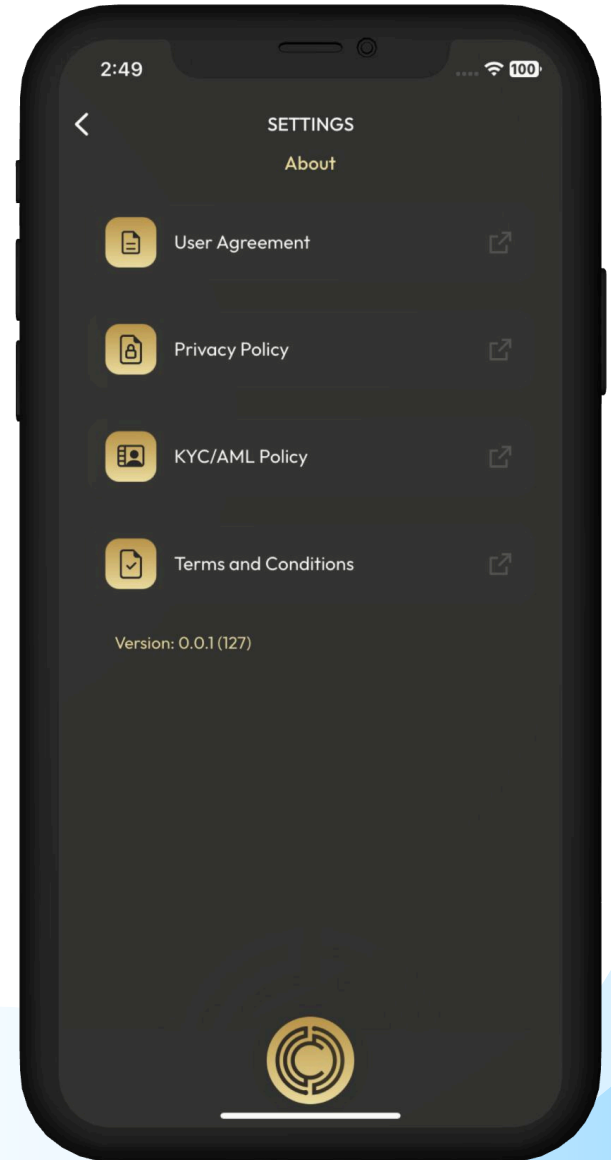 2:49
100
SETTINGS
About
User Agreement
Privacy Policy
KYC/AML Policy
Terms and Conditions
Version: 0.0.1 (127)